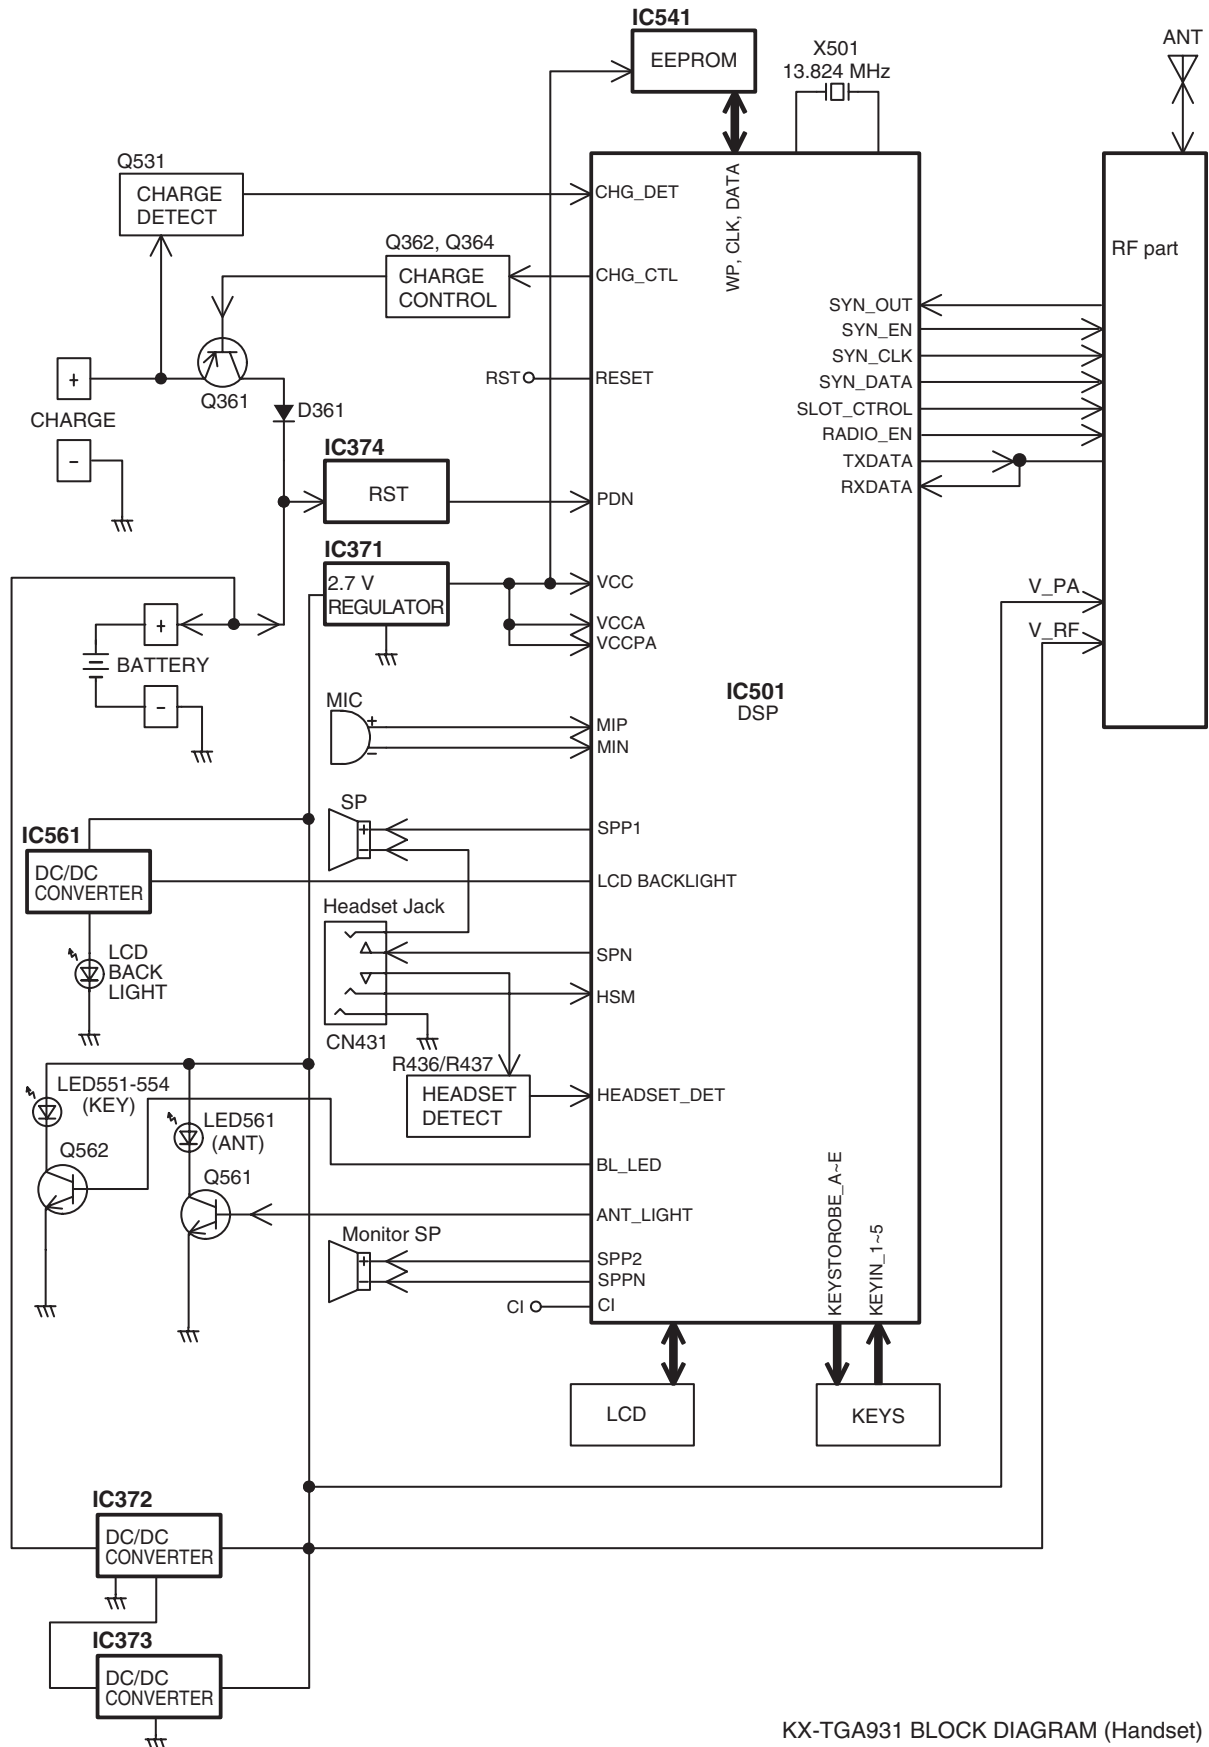 IC541
EEPROM
X501
13.824 MHz
ANT
Q531
CHARGE
DETECT
CHG_DET
WP, CLK, DATA
Q362, Q364
CHARGE
CONTROL
CHG_CTL
RF part
SYN_OUT
SYN_EN
SYN_CLK
SYN_DATA
SLOT_CTROL
RADIO_EN
TXDATA
RXDATA
+
CHARGE
-
Q361
D361
RST
RESET
IC374
RST
PDN
IC371
2.7 V
REGULATOR
VCC
VCCA
VCCPA
V_PA
V_RF
+
BATTERY
-
IC501
DSP
MIC
+
-
MIP
MIN
SP
+
-
SPP1
IC561
DC/DC
CONVERTER
LCD BACKLIGHT
Headset Jack
SPN
HSM
CN431
LCD
BACK
LIGHT
R436/R437
HEADSET
DETECT
HEADSET_DET
LED551-554
(KEY)
LED561
(ANT)
Q562
Q561
BL_LED
ANT_LIGHT
KEYSTOROBE_A~E
KEYIN_1~5
Monitor SP
+
-
SPP2
SPPN
CI
CI
LCD
KEYS
IC372
DC/DC
CONVERTER
IC373
DC/DC
CONVERTER
KX-TGA931 BLOCK DIAGRAM (Handset)